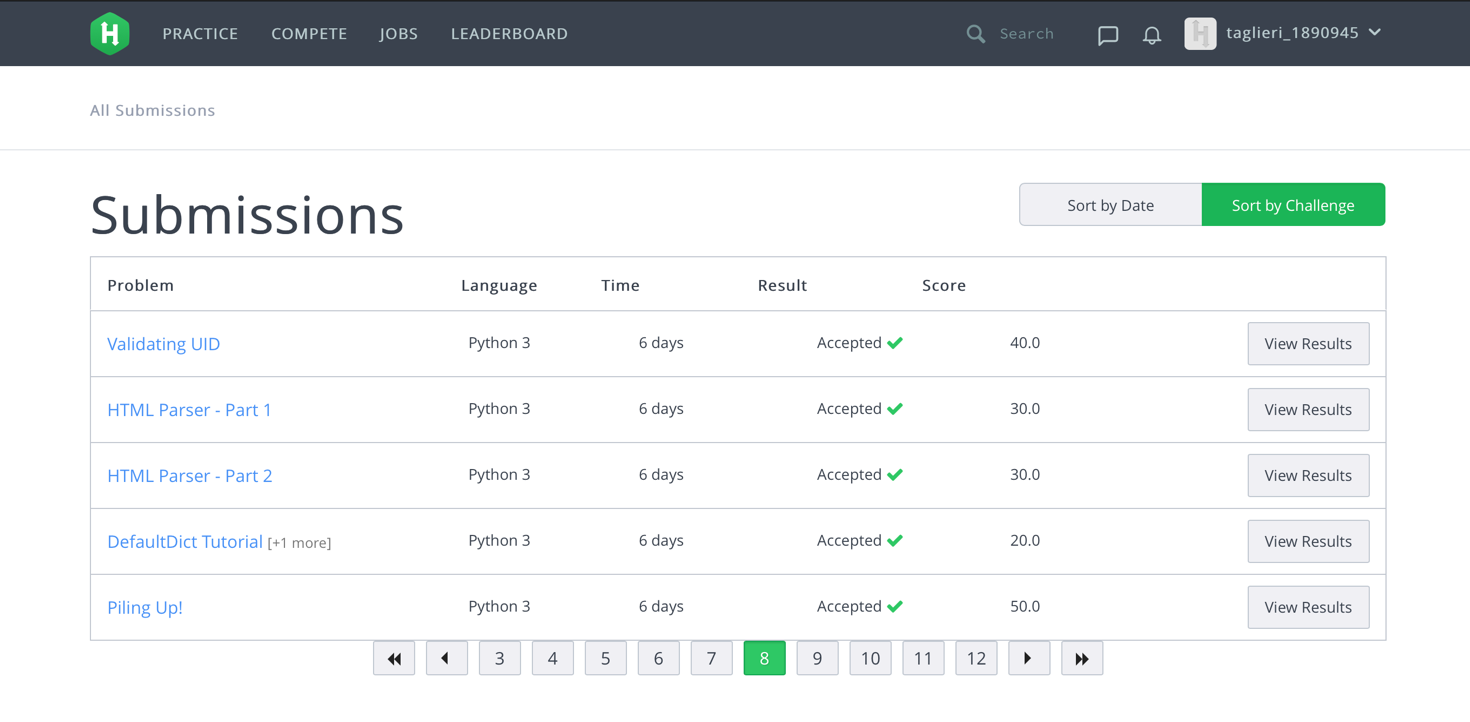 H PRACTICE COMPETE JOBS LEADERBOARD Search H taglieri_1890945
All Submissions
Submissions Sort by Date Sort by Challenge
Problem Language Time Result Score
Validating UID Python 3 6 days Accepted 40.0 View Results
HTML Parser - Part 1 Python 3 6 days Accepted 30.0 View Results
HTML Parser - Part 2 Python 3 6 days Accepted 30.0 View Results
DefaultDict Tutorial [+1 more] Python 3 6 days Accepted 20.0 View Results
Piling Up! Python 3 6 days Accepted 50.0 View Results
3 4 5 6 7 8 9 10 11 12